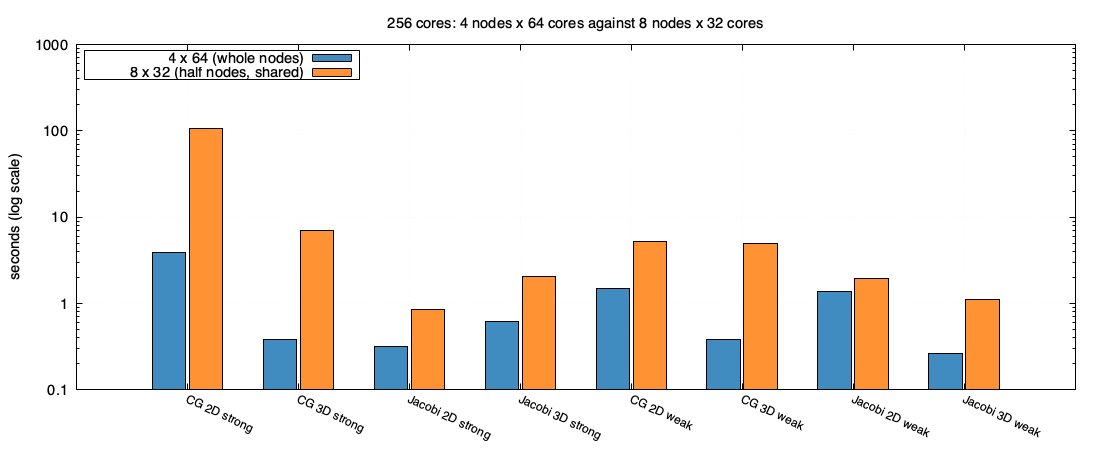 256 cores: 4 nodes x 64 cores against 8 nodes x 32 cores
4 x 64 (whole nodes)
8 x 32 (half nodes, shared)
seconds (log scale)
1000
100
10
1
0.1
CG 2D strong
CG 3D strong
Jacobi 2D strong
Jacobi 3D strong
CG 2D weak
CG 3D weak
Jacobi 2D weak
Jacobi 3D weak